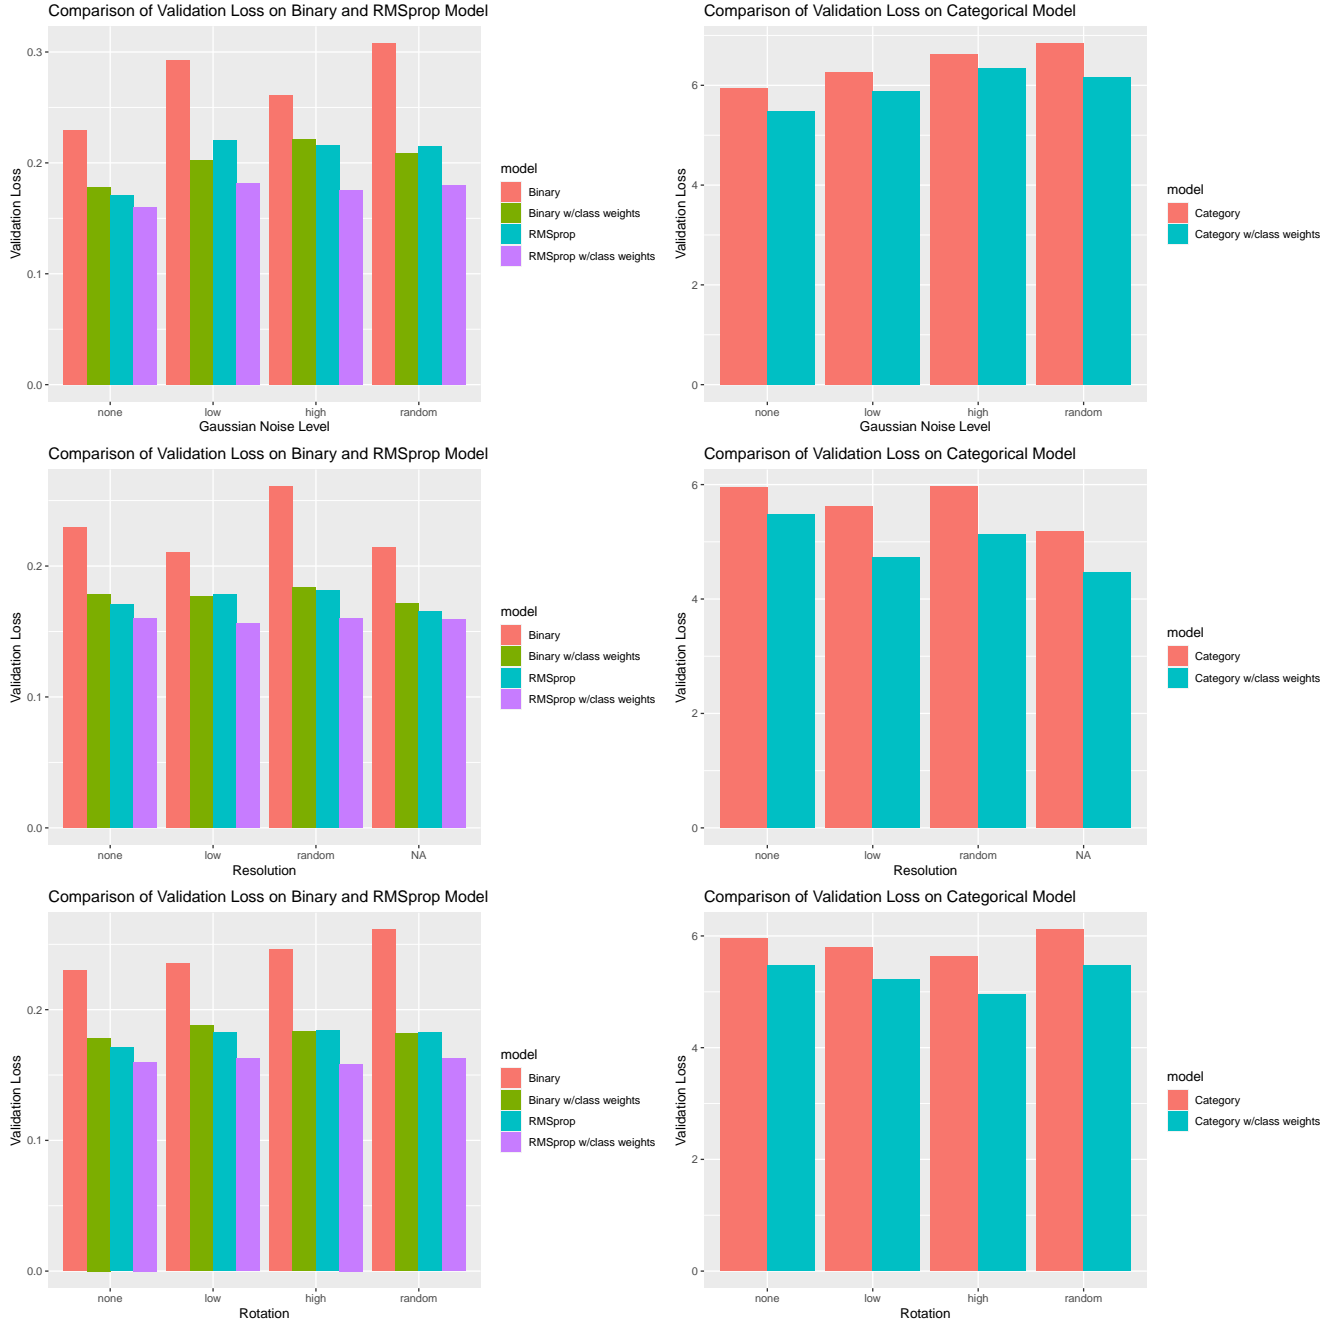 Comparison of Validation Loss on Binary and RMSprop Model
Validation Loss
0.3
0.2
0.1
0.0
none low high random
Gaussian Noise Level
model
Binary
Binary w/class weights
RMSprop
RMSprop w/class weights
Comparison of Validation Loss on Categorical Model
Validation Loss
6
4
2
0
none low high random
Gaussian Noise Level
model
Category
Category w/class weights
Comparison of Validation Loss on Binary and RMSprop Model
Validation Loss
0.2
0.1
0.0
none low random NA
Resolution
model
Binary
Binary w/class weights
RMSprop
RMSprop w/class weights
Comparison of Validation Loss on Categorical Model
Validation Loss
6
4
2
0
none low random NA
Resolution
model
Category
Category w/class weights
Comparison of Validation Loss on Binary and RMSprop Model
Validation Loss
0.2
0.1
0.0
none low high random
Rotation
model
Binary
Binary w/class weights
RMSprop
RMSprop w/class weights
Comparison of Validation Loss on Categorical Model
Validation Loss
6
4
2
0
none low high random
Rotation
model
Category
Category w/class weights